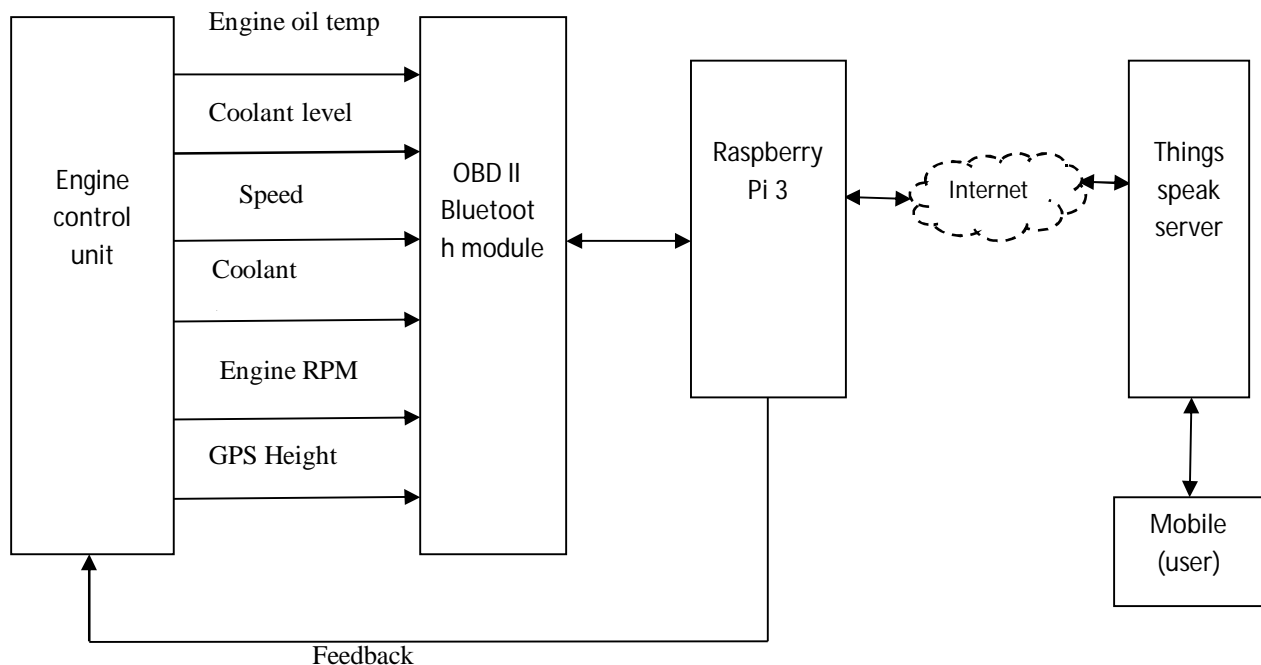 Engine oil temp
Coolant level
Speed
Coolant
Engine RPM
GPS Height
Engine
control
unit
OBD II
Bluetoot
h module
Raspberry
Pi 3
Internet
Things
speak
server
Mobile
(user)
Feedback